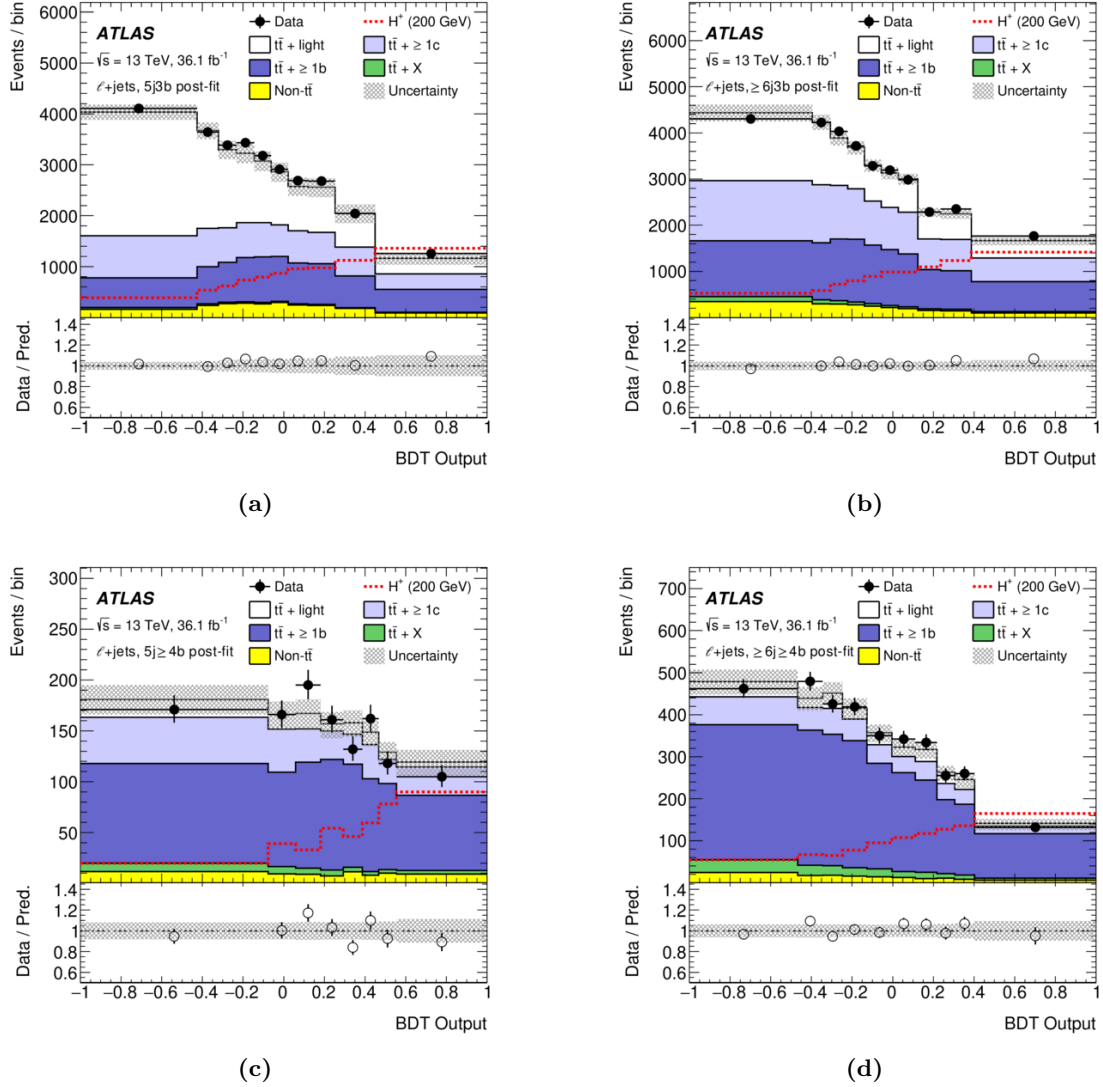 Events / bin
6000
5000
4000
3000
2000
1000
ATLAS
√s = 13 TeV, 36.1 fb⁻¹
ℓ+jets, 5j3b post-fit
Data
H⁺ (200 GeV)
tt̄ + light
tt̄ + ≥ 1c
tt̄ + ≥ 1b
tt̄ + X
Non-tt̄
Uncertainty
Data / Pred.
1.4
1.2
1
0.8
0.6
−1 −0.8 −0.6 −0.4 −0.2 0 0.2 0.4 0.6 0.8 1
BDT Output
(a)
Events / bin
6000
5000
4000
3000
2000
1000
ATLAS
√s = 13 TeV, 36.1 fb⁻¹
ℓ+jets, ≥ 6j3b post-fit
Data
H⁺ (200 GeV)
tt̄ + light
tt̄ + ≥ 1c
tt̄ + ≥ 1b
tt̄ + X
Non-tt̄
Uncertainty
Data / Pred.
1.4
1.2
1
0.8
0.6
−1 −0.8 −0.6 −0.4 −0.2 0 0.2 0.4 0.6 0.8 1
BDT Output
(b)
Events / bin
300
250
200
150
100
50
ATLAS
√s = 13 TeV, 36.1 fb⁻¹
ℓ+jets, 5j≥ 4b post-fit
Data
H⁺ (200 GeV)
tt̄ + light
tt̄ + ≥ 1c
tt̄ + ≥ 1b
tt̄ + X
Non-tt̄
Uncertainty
Data / Pred.
1.4
1.2
1
0.8
0.6
−1 −0.8 −0.6 −0.4 −0.2 0 0.2 0.4 0.6 0.8 1
BDT Output
(c)
Events / bin
700
600
500
400
300
200
100
ATLAS
√s = 13 TeV, 36.1 fb⁻¹
ℓ+jets, ≥ 6j≥ 4b post-fit
Data
H⁺ (200 GeV)
tt̄ + light
tt̄ + ≥ 1c
tt̄ + ≥ 1b
tt̄ + X
Non-tt̄
Uncertainty
Data / Pred.
1.4
1.2
1
0.8
0.6
−1 −0.8 −0.6 −0.4 −0.2 0 0.2 0.4 0.6 0.8 1
BDT Output
(d)